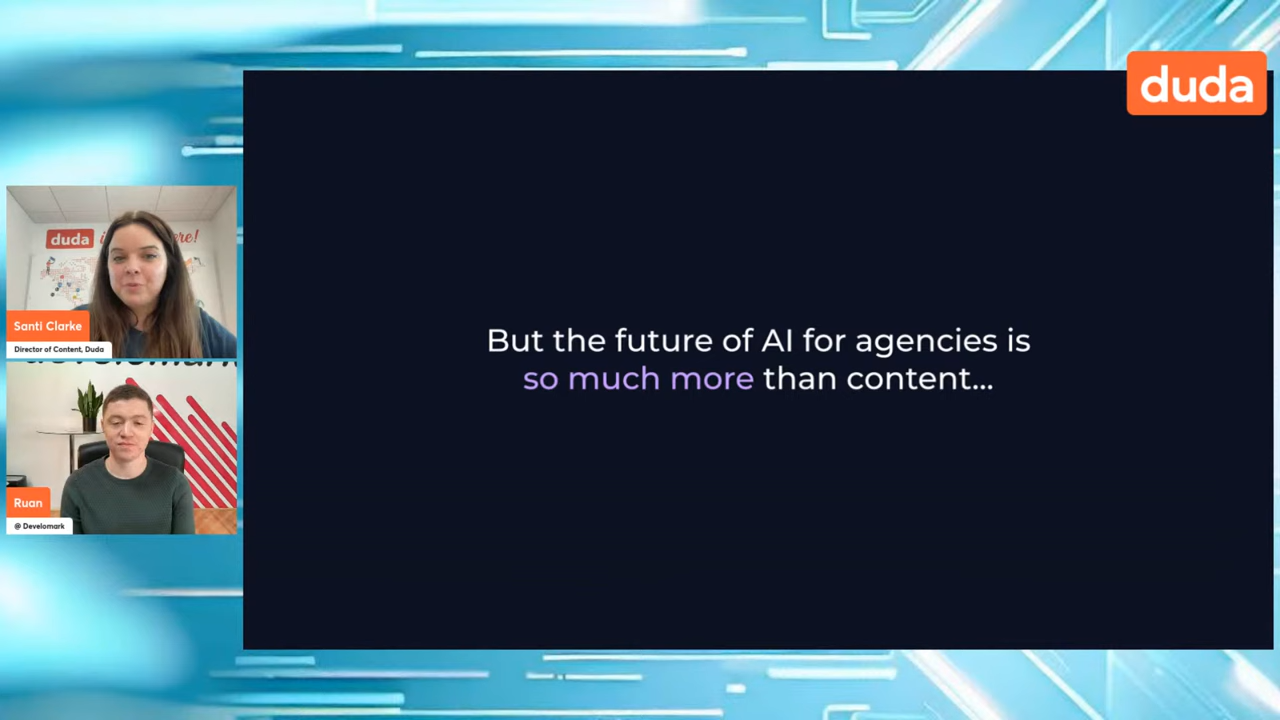 duda
duda
Santi Clarke
Director of Content, Duda
Ruan
@ Develomark
But the future of AI for agencies is
so much more than content...